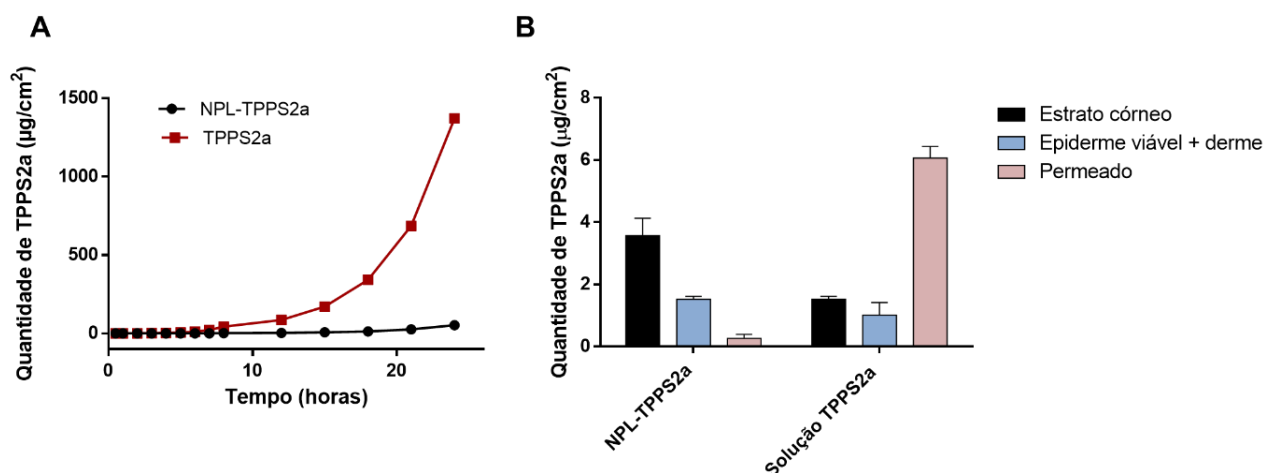 A
Quantidade de TPPS2a (µg/cm²)
1500
1000
500
0
NPL-TPPS2a
TPPS2a
0
10
20
Tempo (horas)
B
Quantidade de TPPS2a (µg/cm²)
8
6
4
2
0
NPL-TPPS2a
Solução TPPS2a
Estrato córneo
Epiderme viável + derme
Permeado